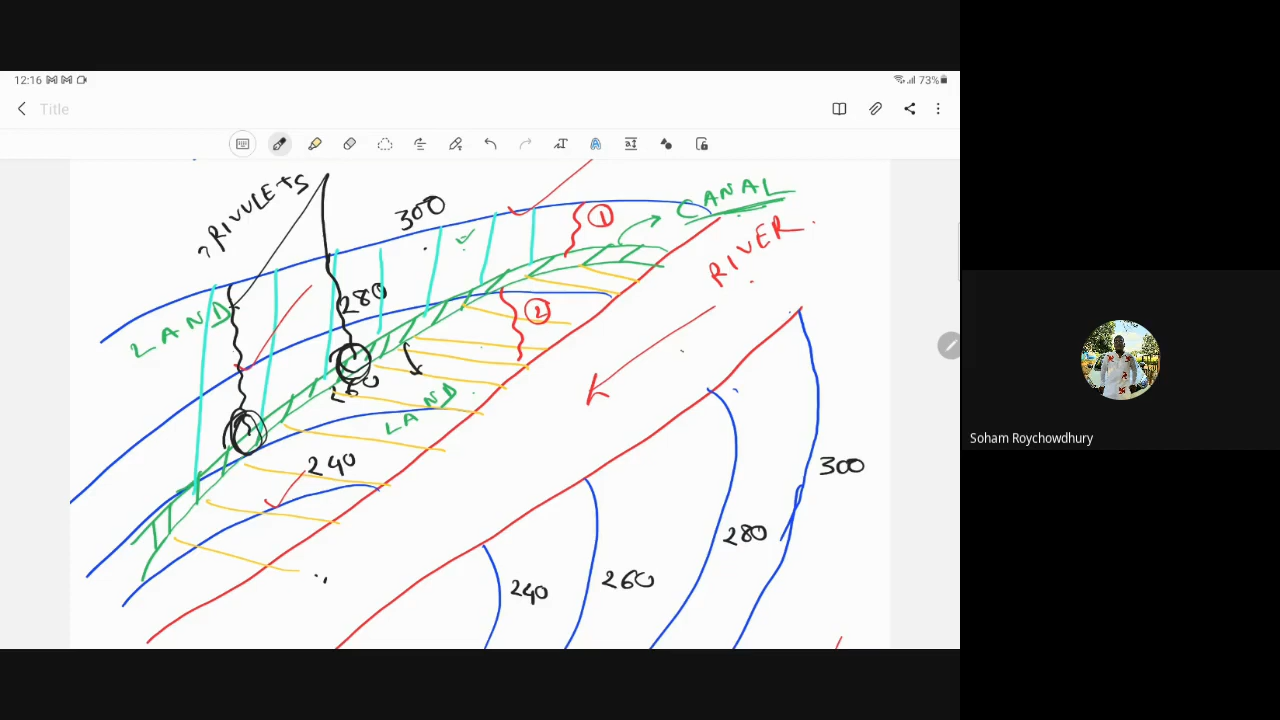 12:16
73%
Title
RIVULETS
300
CANAL
1
RIVER
280
LAND
2
260
LAND
240
300
280
260
240
Soham Roychowdhury